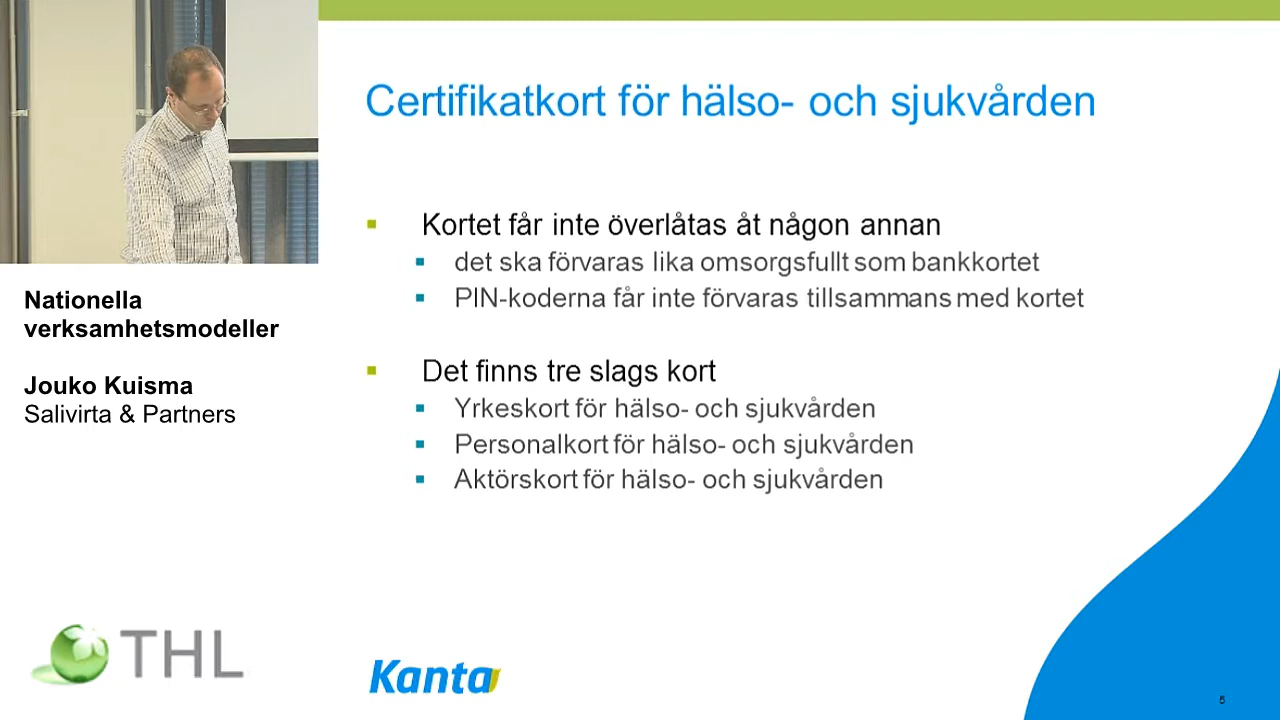 Certifikatkort för hälso- och sjukvården
Kortet får inte överlåtas åt någon annan
det ska förvaras lika omsorgsfullt som bankkortet
PIN-koderna får inte förvaras tillsammans med kortet
Det finns tre slags kort
Yrkeskort för hälso- och sjukvården
Personalkort för hälso- och sjukvården
Aktörskort för hälso- och sjukvården
Nationella
verksamhetsmodeller
Jouko Kuisma
Salivirta & Partners
THL
Kanta
5